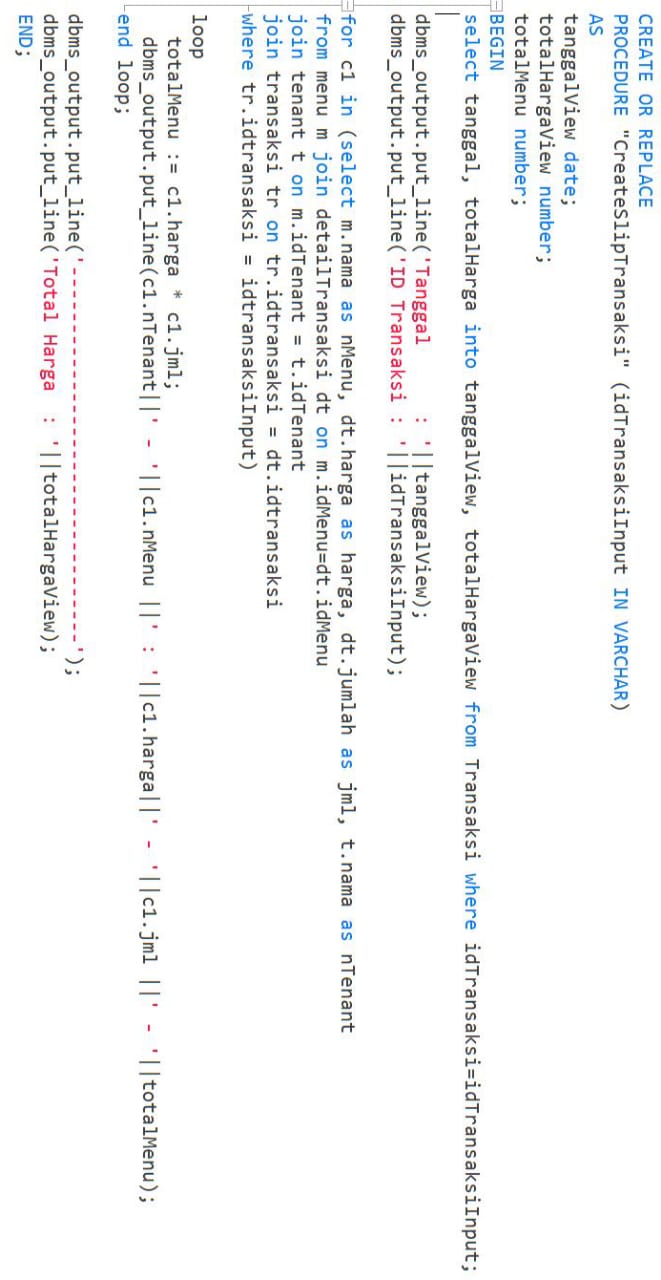 CREATE OR REPLACE
PROCEDURE "CreateSlipTransaksi" (idTransaksiInput IN VARCHAR)
AS
tanggalView date;
totalHargaView number;
totalMenu number;
BEGIN
select tanggal, totalHarga into tanggalView, totalHargaView from Transaksi where idTransaksi=idTransaksiInput;
dbms_output.put_line('Tanggal      : '||tanggalView);
dbms_output.put_line('ID Transaksi : '||idTransaksiInput);
for c1 in (select m.nama as nMenu, dt.harga as harga, dt.jumlah as jml, t.nama as nTenant
from menu m join detailTransaksi dt on m.idMenu=dt.idMenu
join tenant t on m.idTenant = t.idTenant
join transaksi tr on tr.idtransaksi = dt.idtransaksi
where tr.idtransaksi = idtransaksiInput)
loop
  totalMenu := c1.harga * c1.jml;
  dbms_output.put_line(c1.nTenant||' - '||c1.nMenu ||' : '||c1.harga||' - '||c1.jml ||' - '||totalMenu);
end loop;
dbms_output.put_line('---------------------------------');
dbms_output.put_line('Total Harga  : '||totalHargaView);
END;